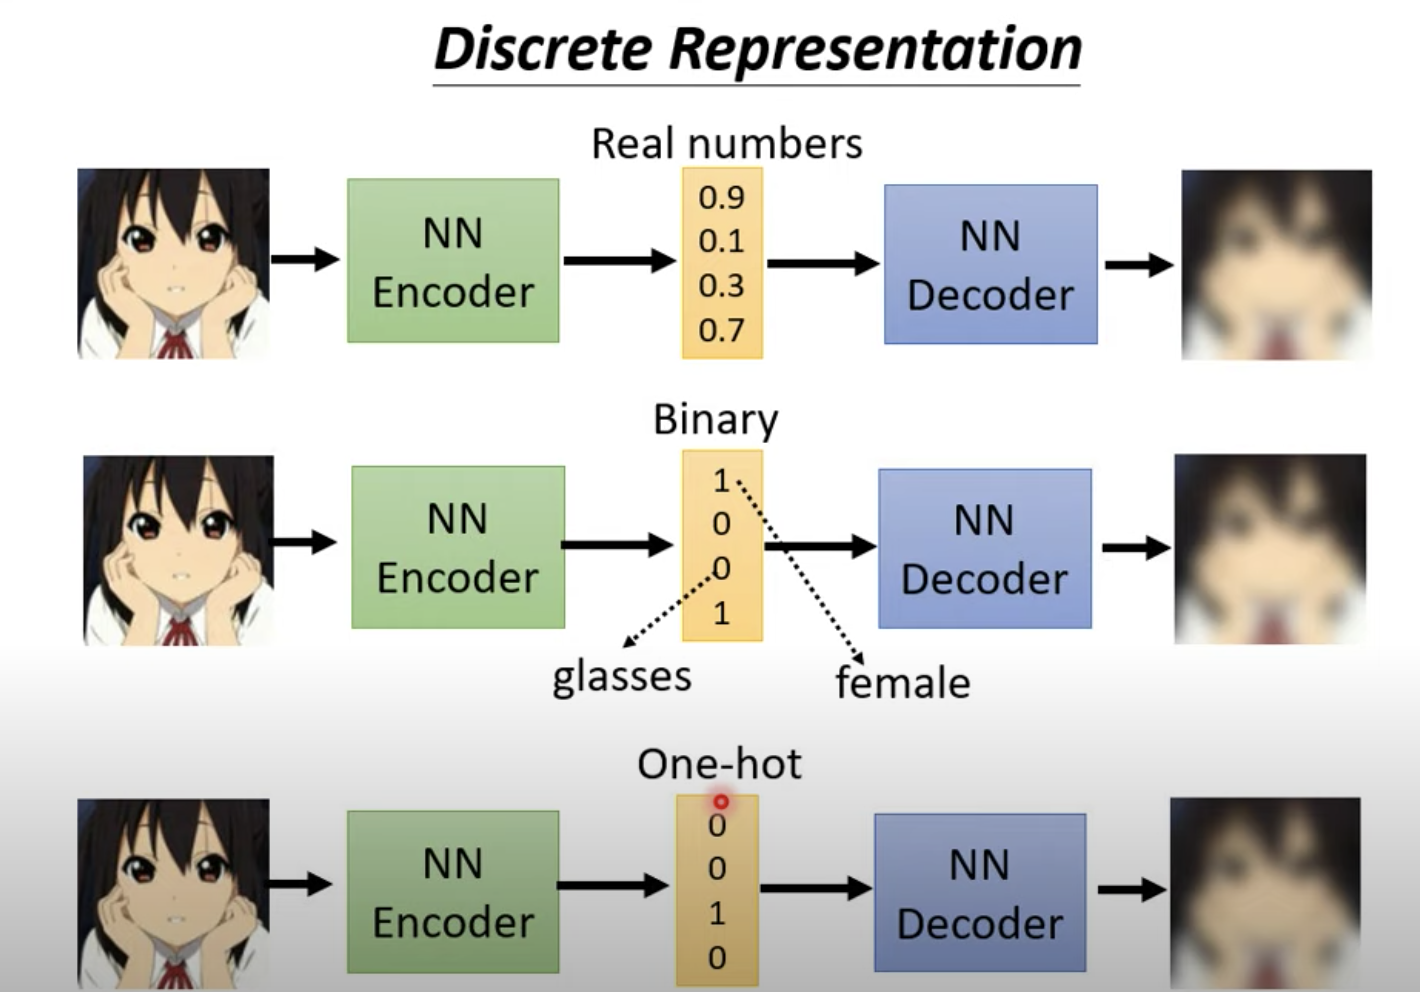 Discrete Representation
Real numbers
NN
Encoder
0.9
0.1
0.3
0.7
NN
Decoder
Binary
NN
Encoder
1
0
0
1
NN
Decoder
glasses
female
One-hot
NN
Encoder
0
0
1
0
NN
Decoder